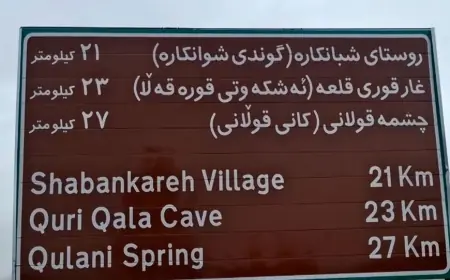 روستای شبانکاره(گوندی شوانکاره) ۲۱ کیلومتر
غار قوری قلعه (ئه شکه وتی قوره قه ڵا) ۲۳ کیلومتر
چشمه قولانی (کانی قوڵانی) ۲۷ کیلومتر
Shabankareh Village 21 Km
Quri Qala Cave 23 Km
Qulani Spring 27 Km